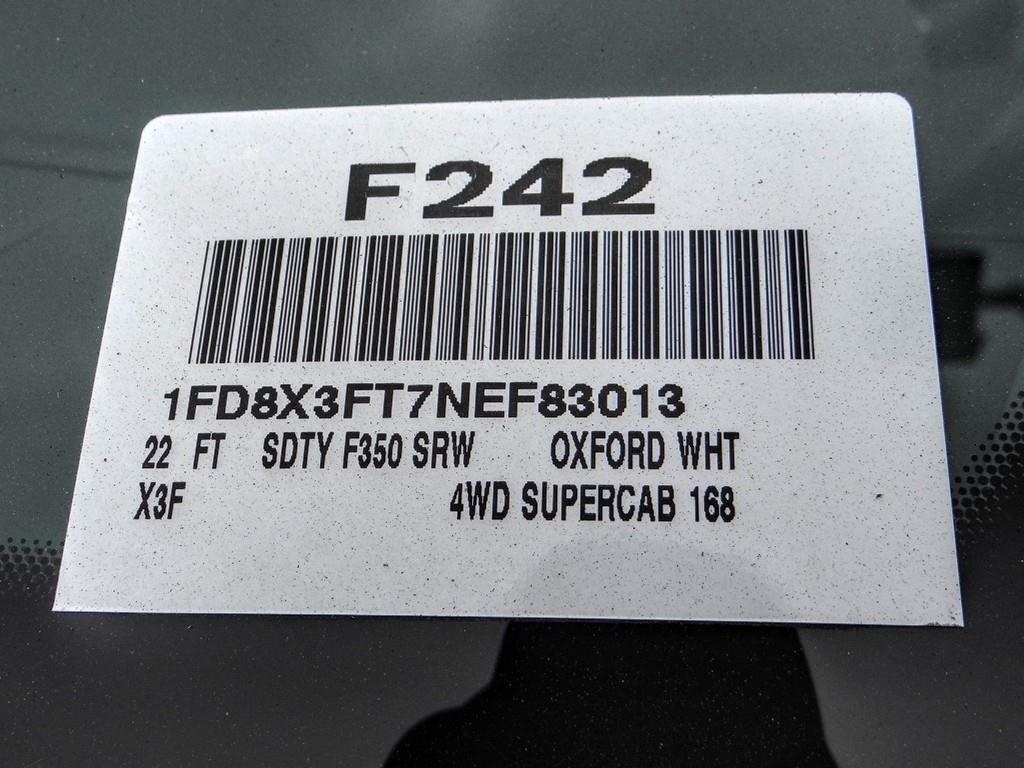 F242
1FD8X3FT7NEF83013
22 FT SDTY F350 SRW OXFORD WHT
X3F 4WD SUPERCAB 168